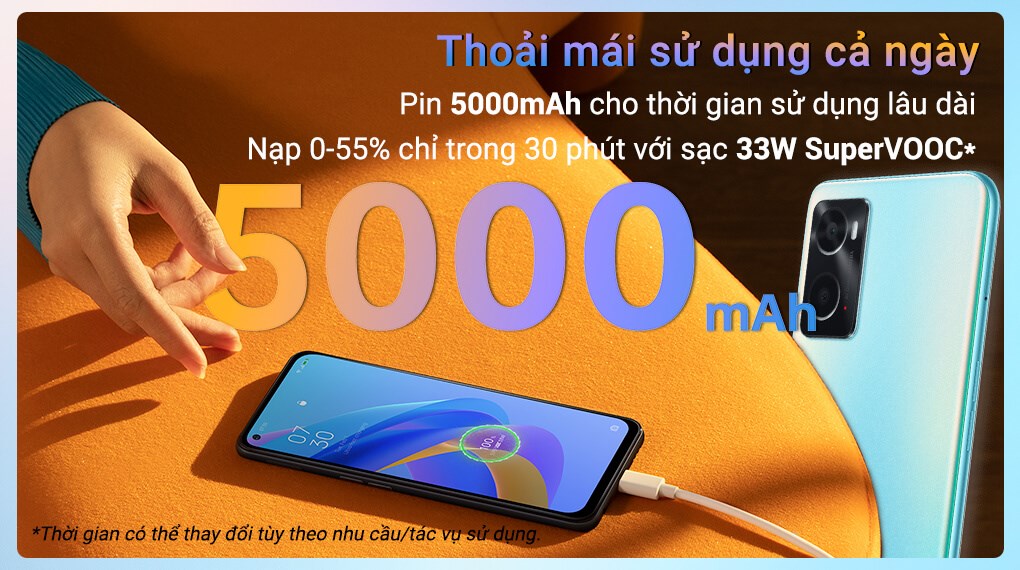 Thoải mái sử dụng cả ngày
Pin 5000mAh cho thời gian sử dụng lâu dài
Nạp 0-55% chỉ trong 30 phút với sạc 33W SuperVOOC*
5000 mAh
07
30
100%
*Thời gian có thể thay đổi tùy theo nhu cầu/tác vụ sử dụng.